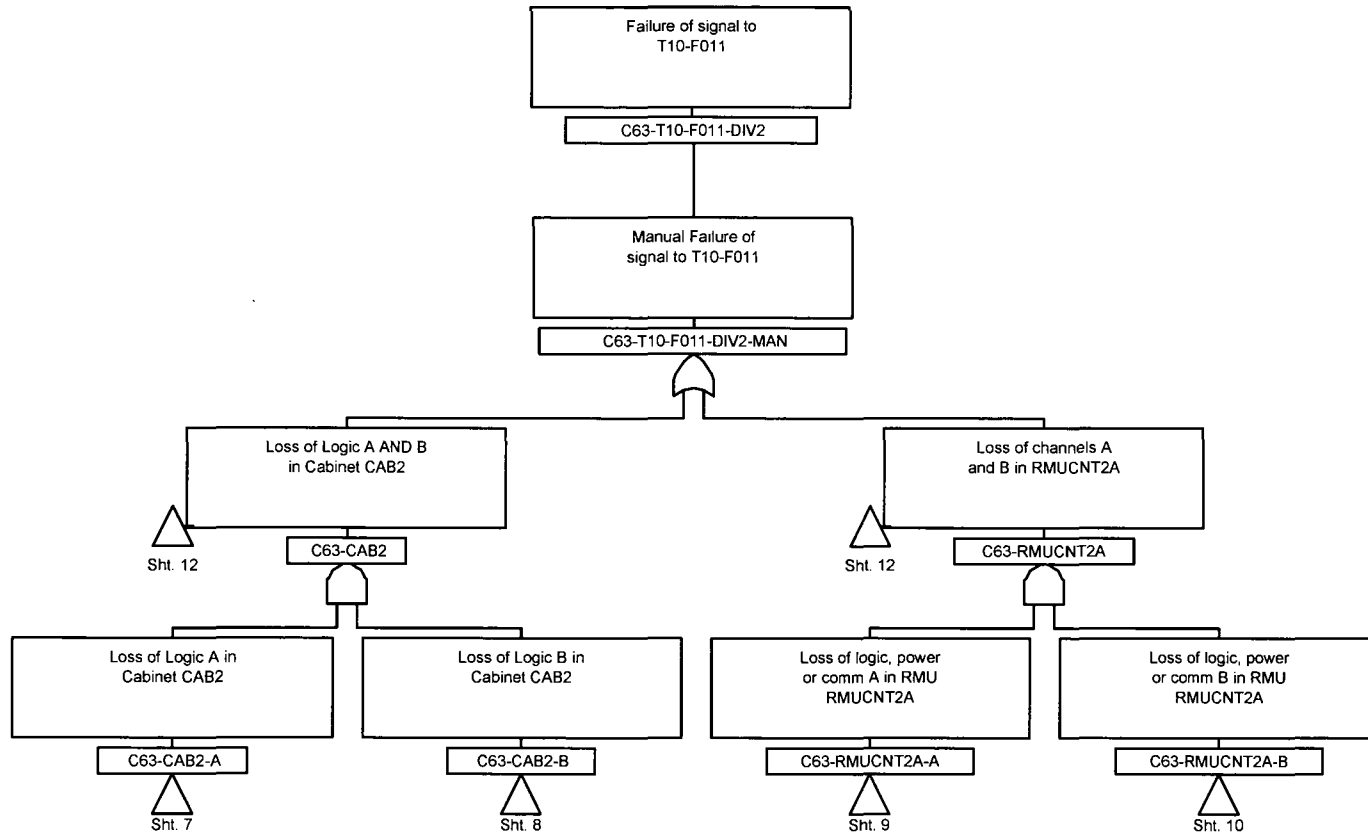 Failure of signal to
T10-F011
C63-T10-F011-DIV2
Manual Failure of
signal to T10-F011
C63-T10-F011-DIV2-MAN
Loss of Logic A AND B
in Cabinet CAB2
Sht. 12
C63-CAB2
Loss of channels A
and B in RMUCNT2A
Sht. 12
C63-RMUCNT2A
Loss of Logic A in
Cabinet CAB2
C63-CAB2-A
Sht. 7
Loss of Logic B in
Cabinet CAB2
C63-CAB2-B
Sht. 8
Loss of logic, power
or comm A in RMU
RMUCNT2A
C63-RMUCNT2A-A
Sht. 9
Loss of logic, power
or comm B in RMU
RMUCNT2A
C63-RMUCNT2A-B
Sht. 10